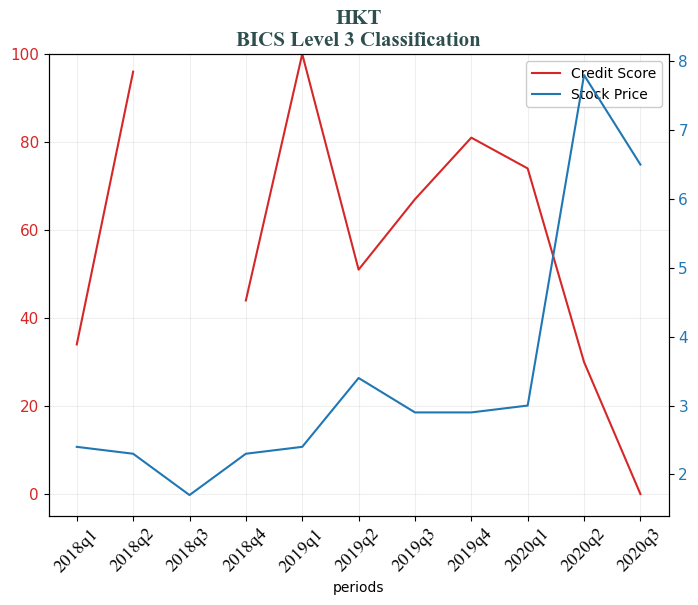 HKT
BICS Level 3 Classification
100
80
60
40
20
0
Credit Score
Stock Price
8
7
6
5
4
3
2
2018q1
2018q2
2018q3
2018q4
2019q1
2019q2
2019q3
2019q4
2020q1
2020q2
2020q3
periods